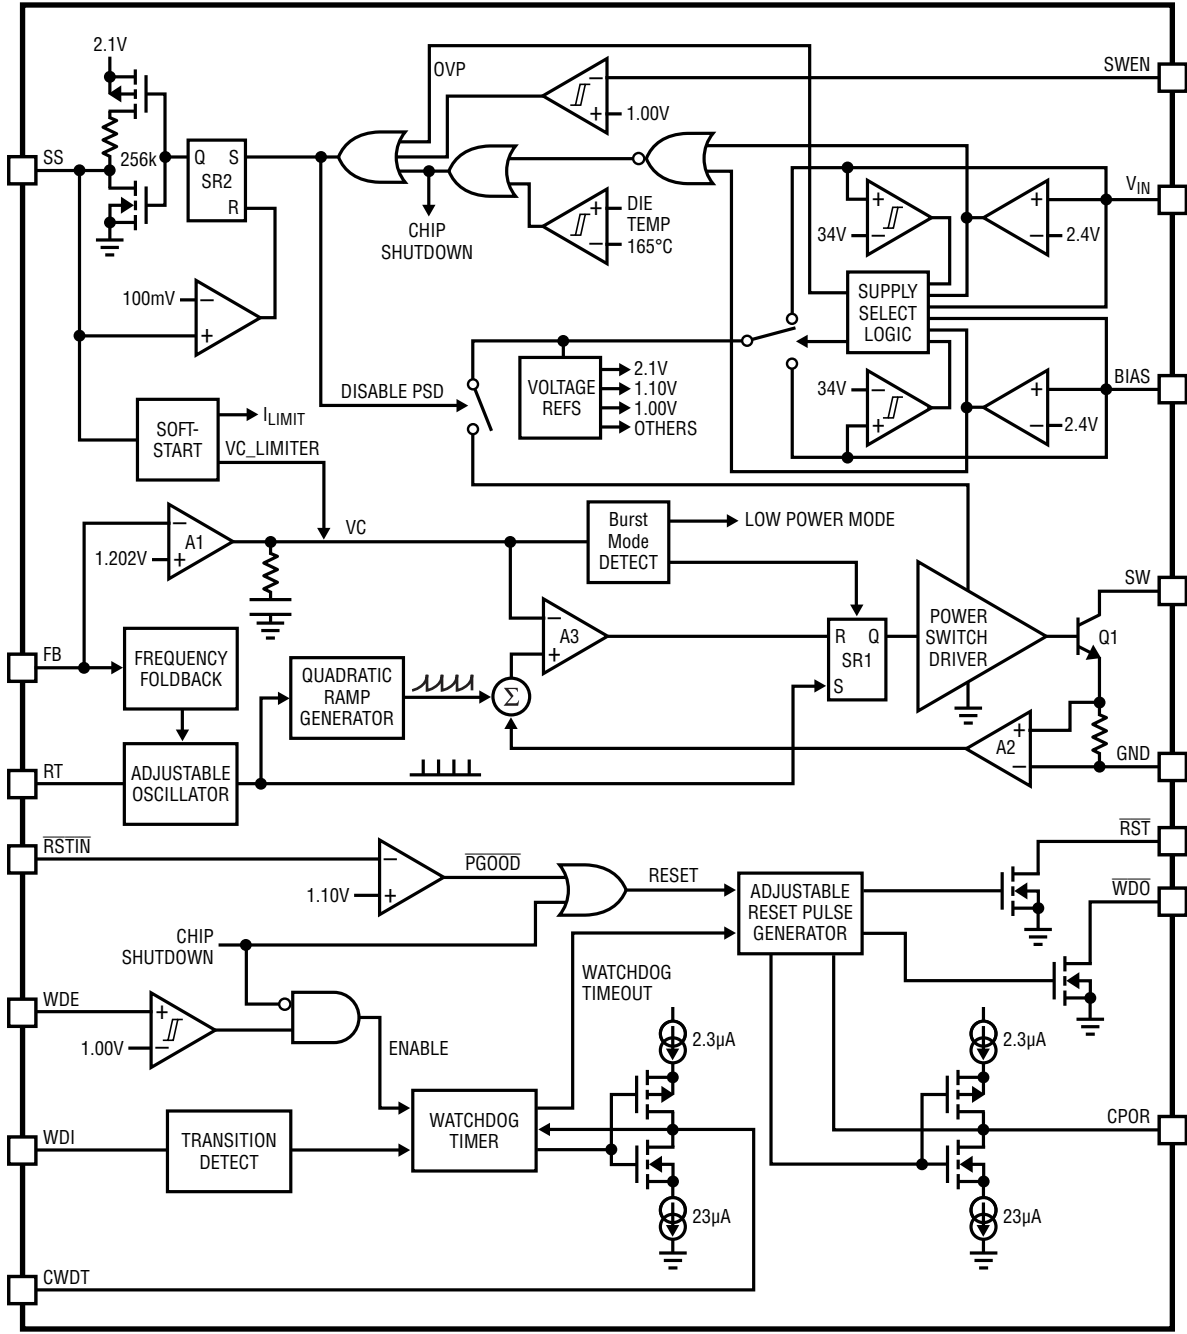 2.1V
SS
256k
Q
S
SR2
R
OVP
SWEN
1.00V
CHIP
SHUTDOWN
DIE
TEMP
165°C
VIN
34V
2.4V
100mV
SUPPLY
SELECT
LOGIC
VOLTAGE
REFS
2.1V
1.10V
1.00V
OTHERS
DISABLE PSD
34V
2.4V
BIAS
SOFT-
START
ILIMIT
VC_LIMITER
VC
A1
1.202V
Burst
Mode
DETECT
LOW POWER MODE
FB
FREQUENCY
FOLDBACK
QUADRATIC
RAMP
GENERATOR
Σ
A3
R
Q
SR1
S
POWER
SWITCH
DRIVER
Q1
SW
A2
GND
RT
ADJUSTABLE
OSCILLATOR
RSTIN
1.10V
PGOOD
RESET
ADJUSTABLE
RESET PULSE
GENERATOR
RST
WDO
CHIP
SHUTDOWN
WATCHDOG
TIMEOUT
WDE
1.00V
ENABLE
2.3µA
2.3µA
WDI
TRANSITION
DETECT
WATCHDOG
TIMER
CPOR
23µA
23µA
CWDT